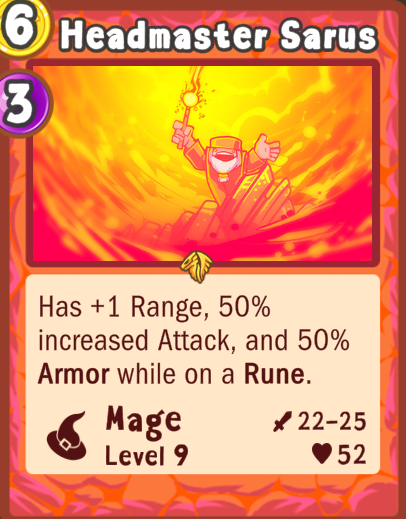 6
Headmaster Sarus
3
Has +1 Range, 50%
increased Attack, and 50%
Armor while on a Rune.
Mage
22–25
Level 9
52